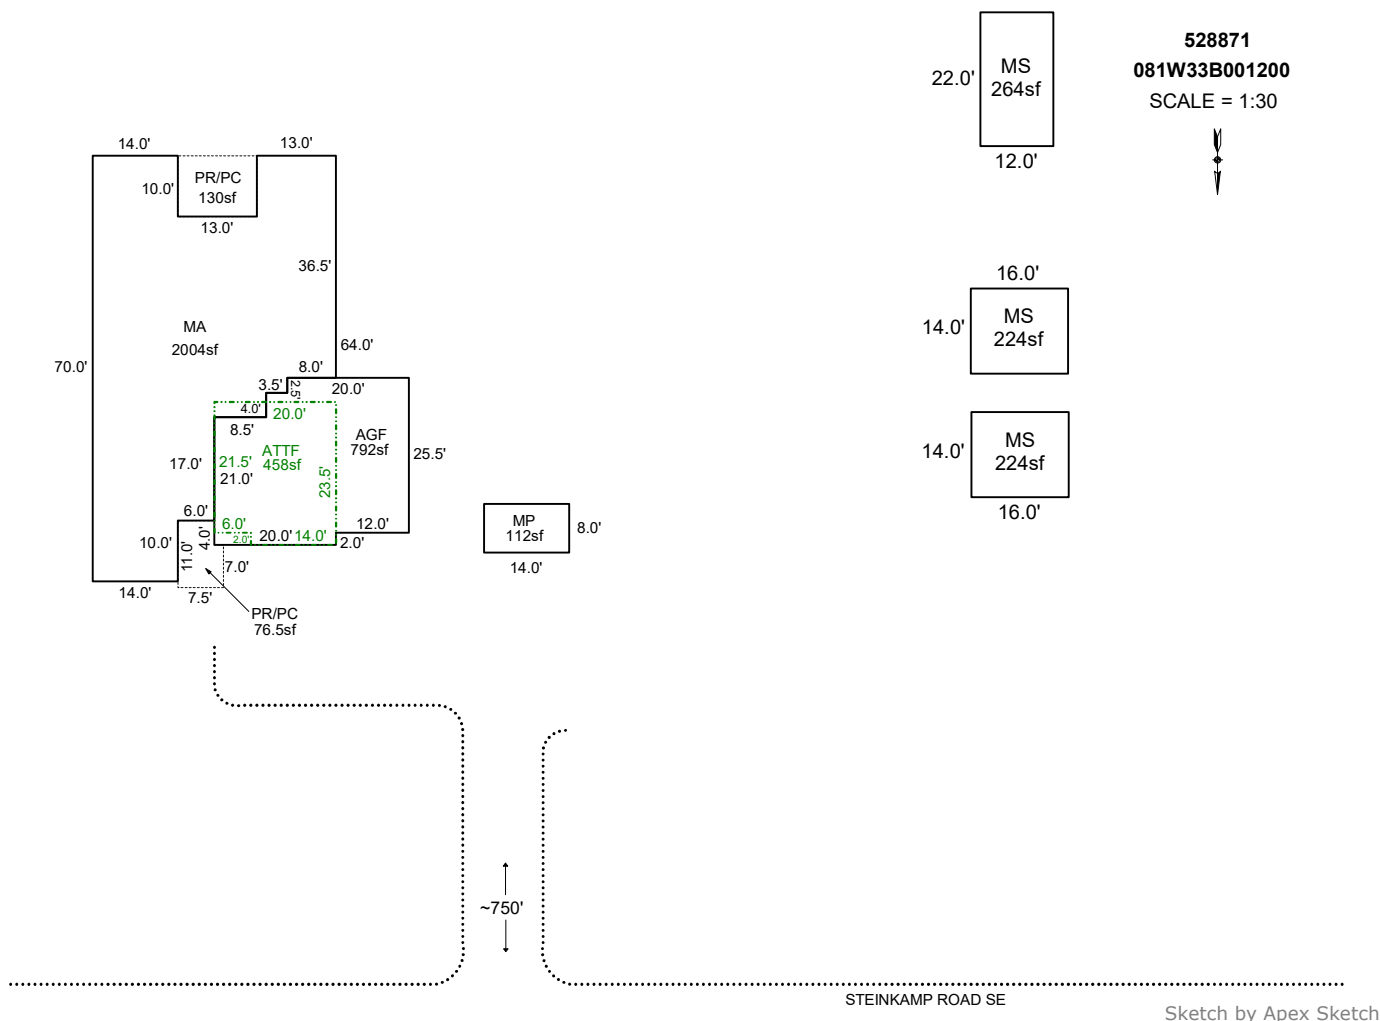 528871
081W33B001200
SCALE = 1:30
MS
264sf
22.0'
12.0'
14.0'
13.0'
PR/PC
130sf
10.0'
13.0'
36.5'
MA
2004sf
64.0'
70.0'
8.0'
3.5'
2.5'
20.0'
4.0'
20.0'
8.5'
AGF
792sf
ATTF
458sf
25.5'
17.0'
21.5'
21.0'
23.5'
6.0'
6.0'
12.0'
10.0'
4.0'
2.0'
20.0'
14.0'
2.0'
11.0'
7.0'
14.0'
7.5'
PR/PC
76.5sf
MP
112sf
8.0'
14.0'
16.0'
MS
224sf
14.0'
MS
224sf
14.0'
16.0'
~750'
STEINKAMP ROAD SE
Sketch by Apex Sketch